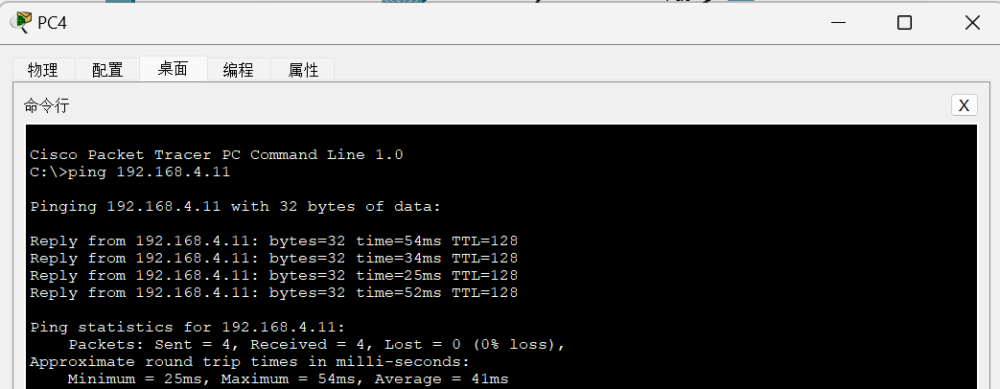 PC4
物理 配置 桌面 编程 属性
命令行
X
Cisco Packet Tracer PC Command Line 1.0
C:\>ping 192.168.4.11
Pinging 192.168.4.11 with 32 bytes of data:
Reply from 192.168.4.11: bytes=32 time=54ms TTL=128
Reply from 192.168.4.11: bytes=32 time=34ms TTL=128
Reply from 192.168.4.11: bytes=32 time=25ms TTL=128
Reply from 192.168.4.11: bytes=32 time=52ms TTL=128
Ping statistics for 192.168.4.11:
Packets: Sent = 4, Received = 4, Lost = 0 (0% loss),
Approximate round trip times in milli-seconds:
Minimum = 25ms, Maximum = 54ms, Average = 41ms